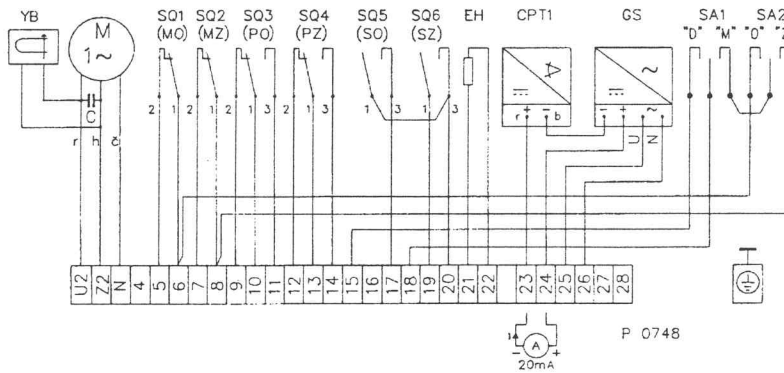 YB
M
1~
C
r h č
SQ1 SQ2 SQ3 SQ4 SQ5 SQ6 EH CPT1 GS SA1 SA2
(MO) (MZ) (PO) (PZ) (SO) (SZ)
"D" "M" "O" "Z
~
2 1 2 1 2 1 3 2 1 3 1 3 1 3
r + - b
- + ~
U N
U2 Z2 N 4 5 6 7 8 9 10 11 12 13 14 15 16 17 18 19 20 21 22 23 24 25 26 27 28
I
- A +
20mA
P 0748